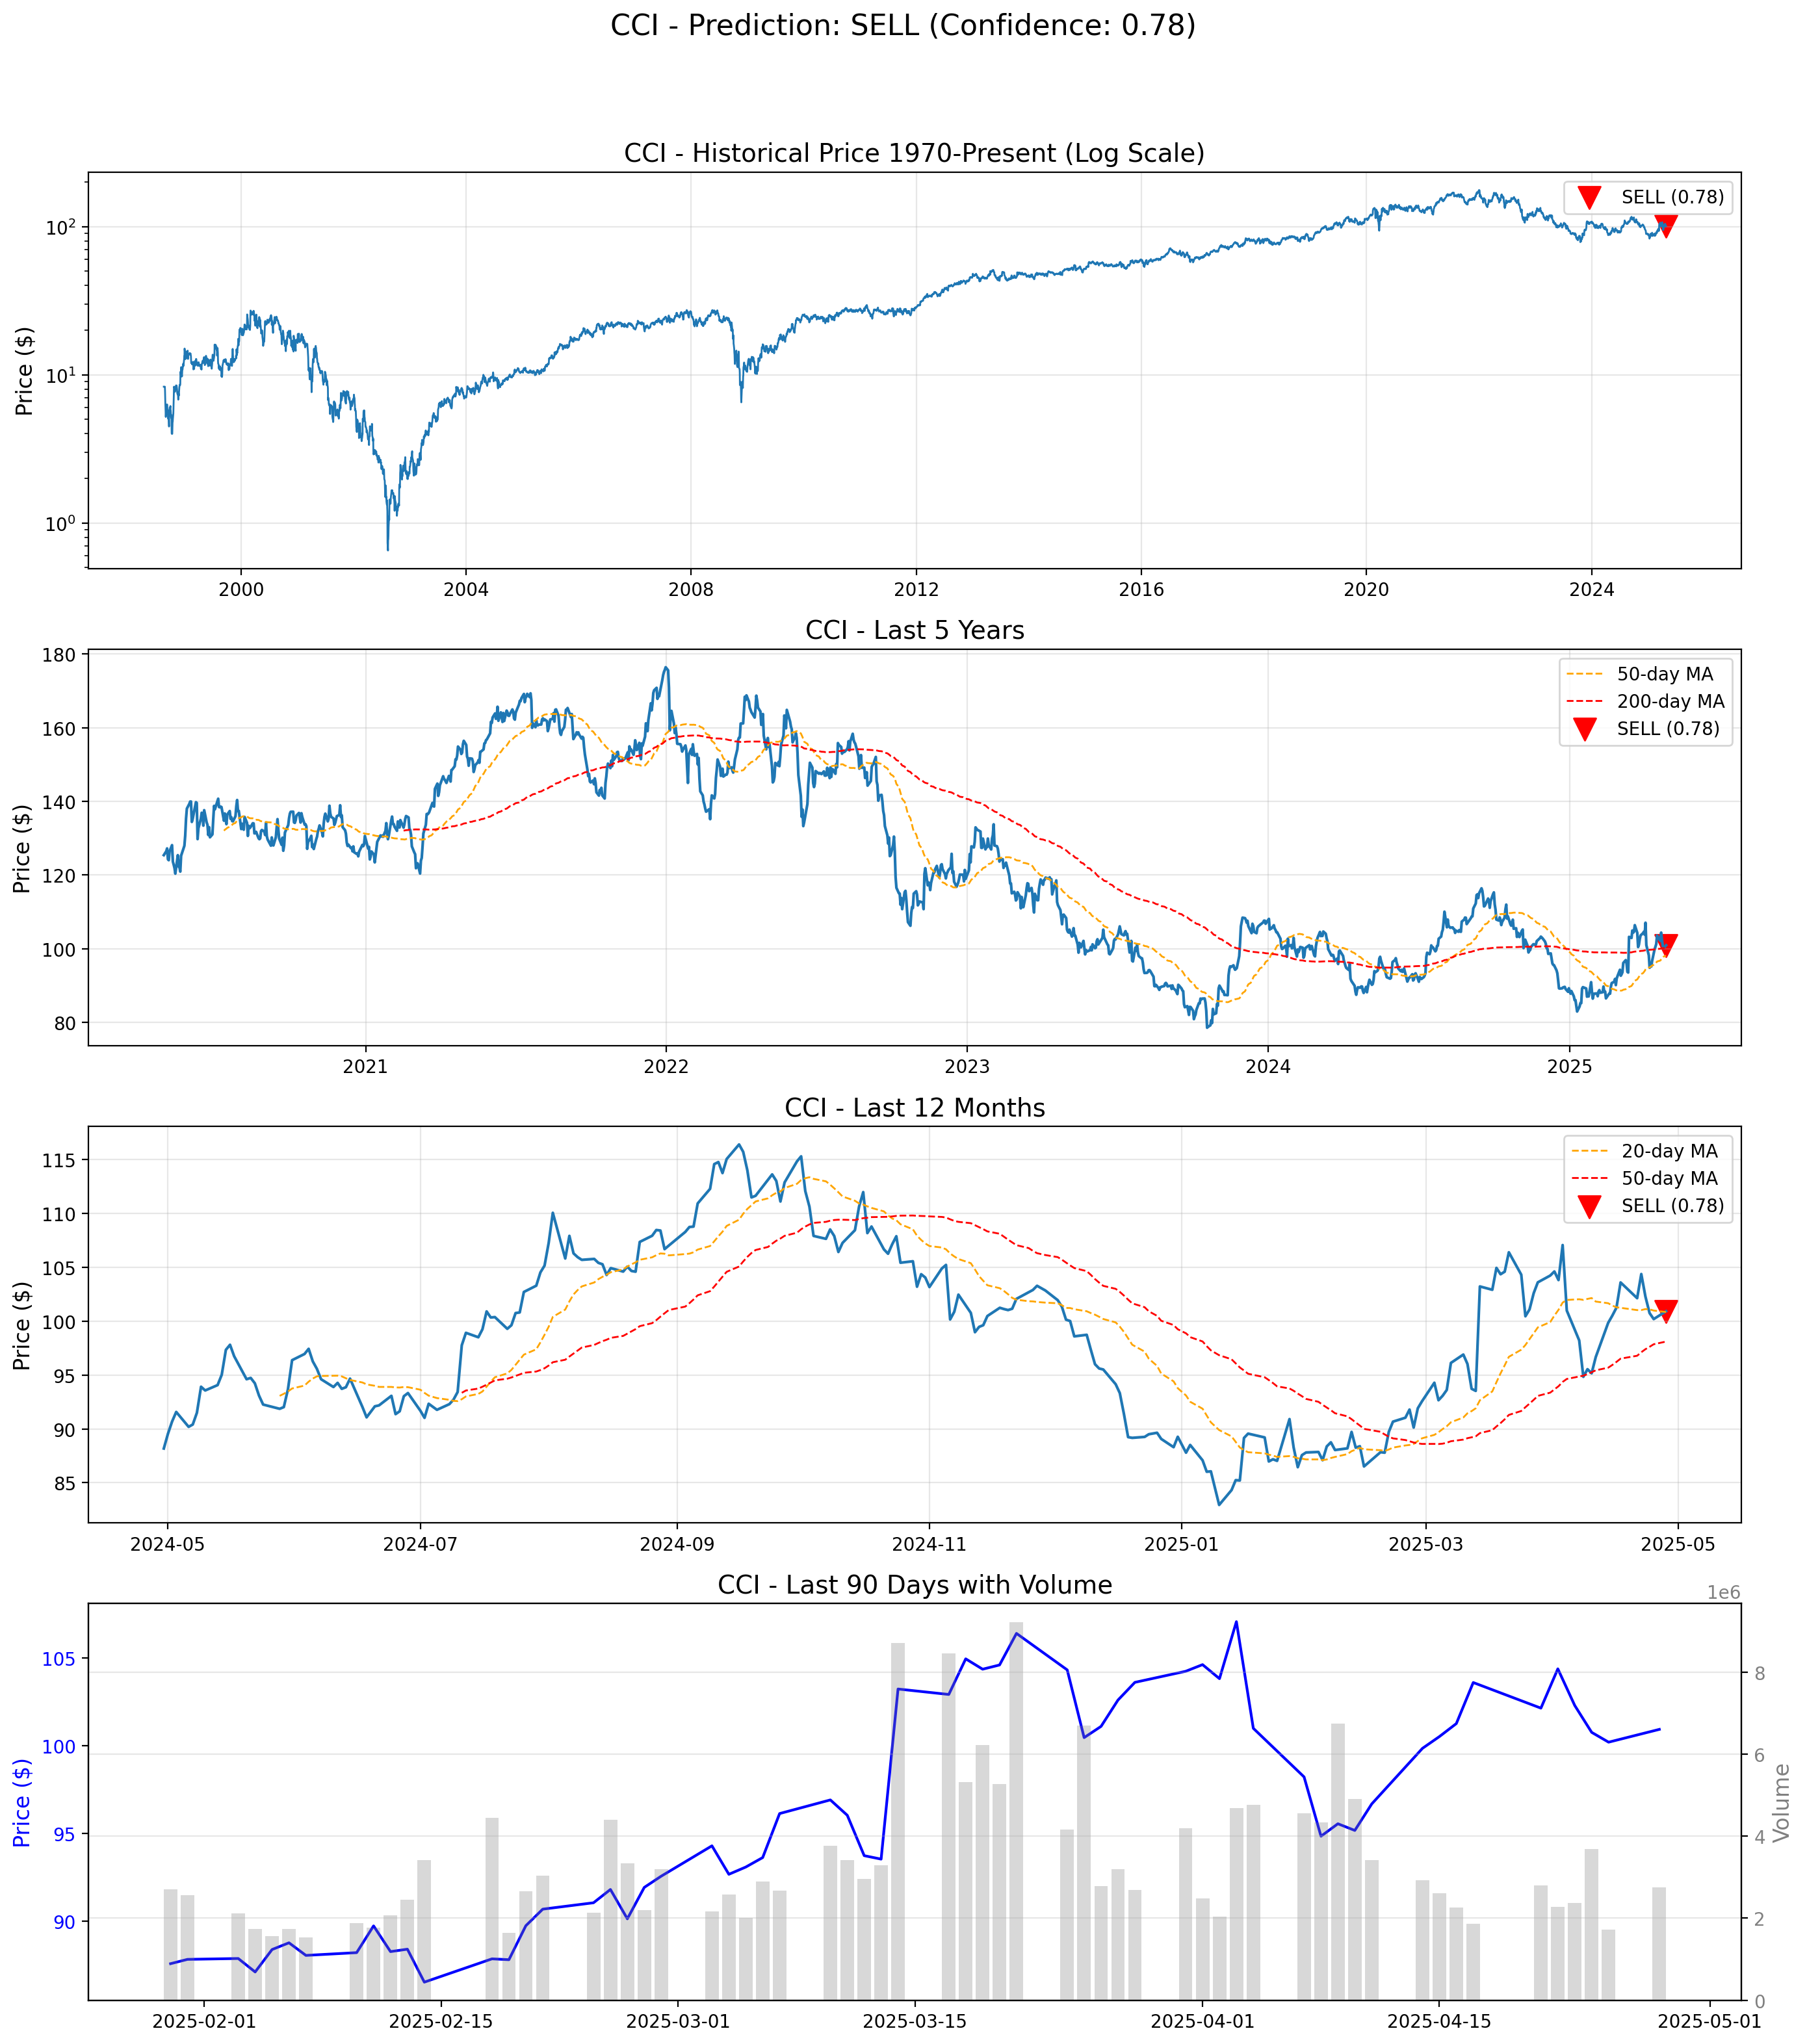 CCI - Prediction: SELL (Confidence: 0.78)
CCI - Historical Price 1970-Present (Log Scale)
SELL (0.78)
Price ($)
10²
10¹
10⁰
2000 2004 2008 2012 2016 2020 2024
CCI - Last 5 Years
50-day MA
200-day MA
SELL (0.78)
Price ($)
180
160
140
120
100
80
2021 2022 2023 2024 2025
CCI - Last 12 Months
20-day MA
50-day MA
SELL (0.78)
Price ($)
115
110
105
100
95
90
85
2024-05 2024-07 2024-09 2024-11 2025-01 2025-03 2025-05
CCI - Last 90 Days with Volume
1e6
Price ($)
105
100
95
90
8
6
4
2
0
Volume
2025-02-01 2025-02-15 2025-03-01 2025-03-15 2025-04-01 2025-04-15 2025-05-01